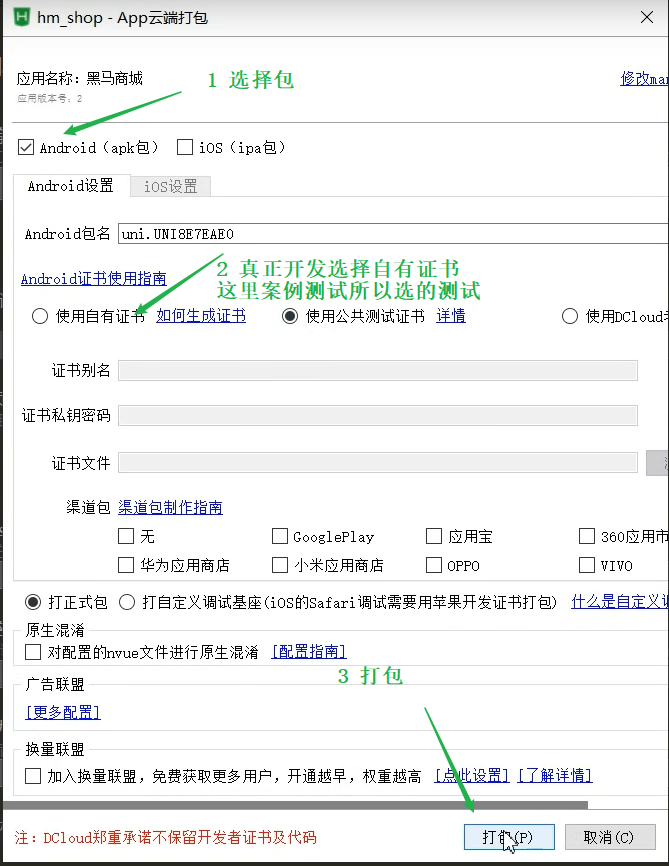 hm_shop - App云端打包
应用名称：黑马商城
1 选择包
修改ma
应用版本号：2
Android（apk包）
iOS（ipa包）
Android设置
iOS设置
Android包名
uni.UNI8E7EAE0
Android证书使用指南
2 真正开发选择自有证书
这里案例测试所以选的测试
使用自有证书 如何生成证书
使用公共测试证书 详情
使用DCloud
证书别名
证书私钥密码
证书文件
渠道包 渠道包制作指南
无 GooglePlay 应用宝 360应用市
华为应用商店 小米应用商店 OPPO VIVO
打正式包 打自定义调试基座(iOS的Safari调试需要用苹果开发证书打包) 什么是自定义调
原生混淆
对配置的nvue文件进行原生混淆 [配置指南]
3 打包
广告联盟
[更多配置]
换量联盟
加入换量联盟，免费获取更多用户，开通越早，权重越高 [点此设置] [了解详情]
注：DCloud郑重承诺不保留开发者证书及代码
打包(P)
取消(C)